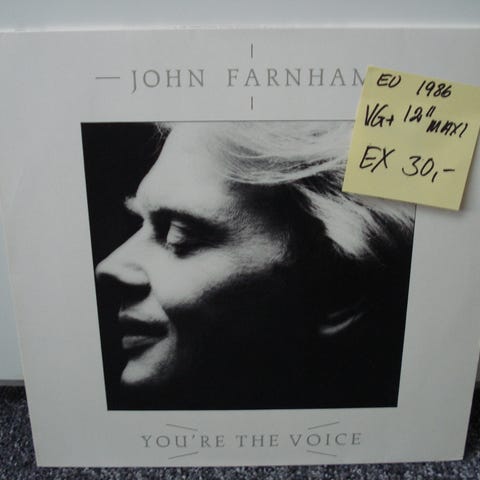 JOHN FARNHAM
EU 1986
VG+ 12" MAXI
EX 30,-
YOU'RE THE VOICE